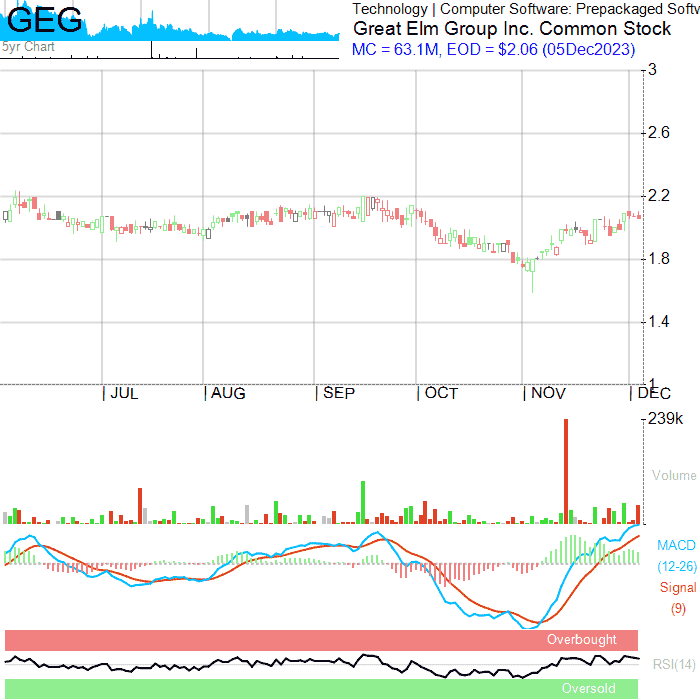 GEG
5yr Chart
Technology | Computer Software: Prepackaged Softw
Great Elm Group Inc. Common Stock
MC = 63.1M, EOD = $2.06 (05Dec2023)
3
2.6
2.2
1.8
1.4
1
| JUL | AUG | SEP | OCT | NOV | DEC
239k
Volume
MACD
(12-26)
Signal
(9)
Overbought
RSI(14)
Oversold